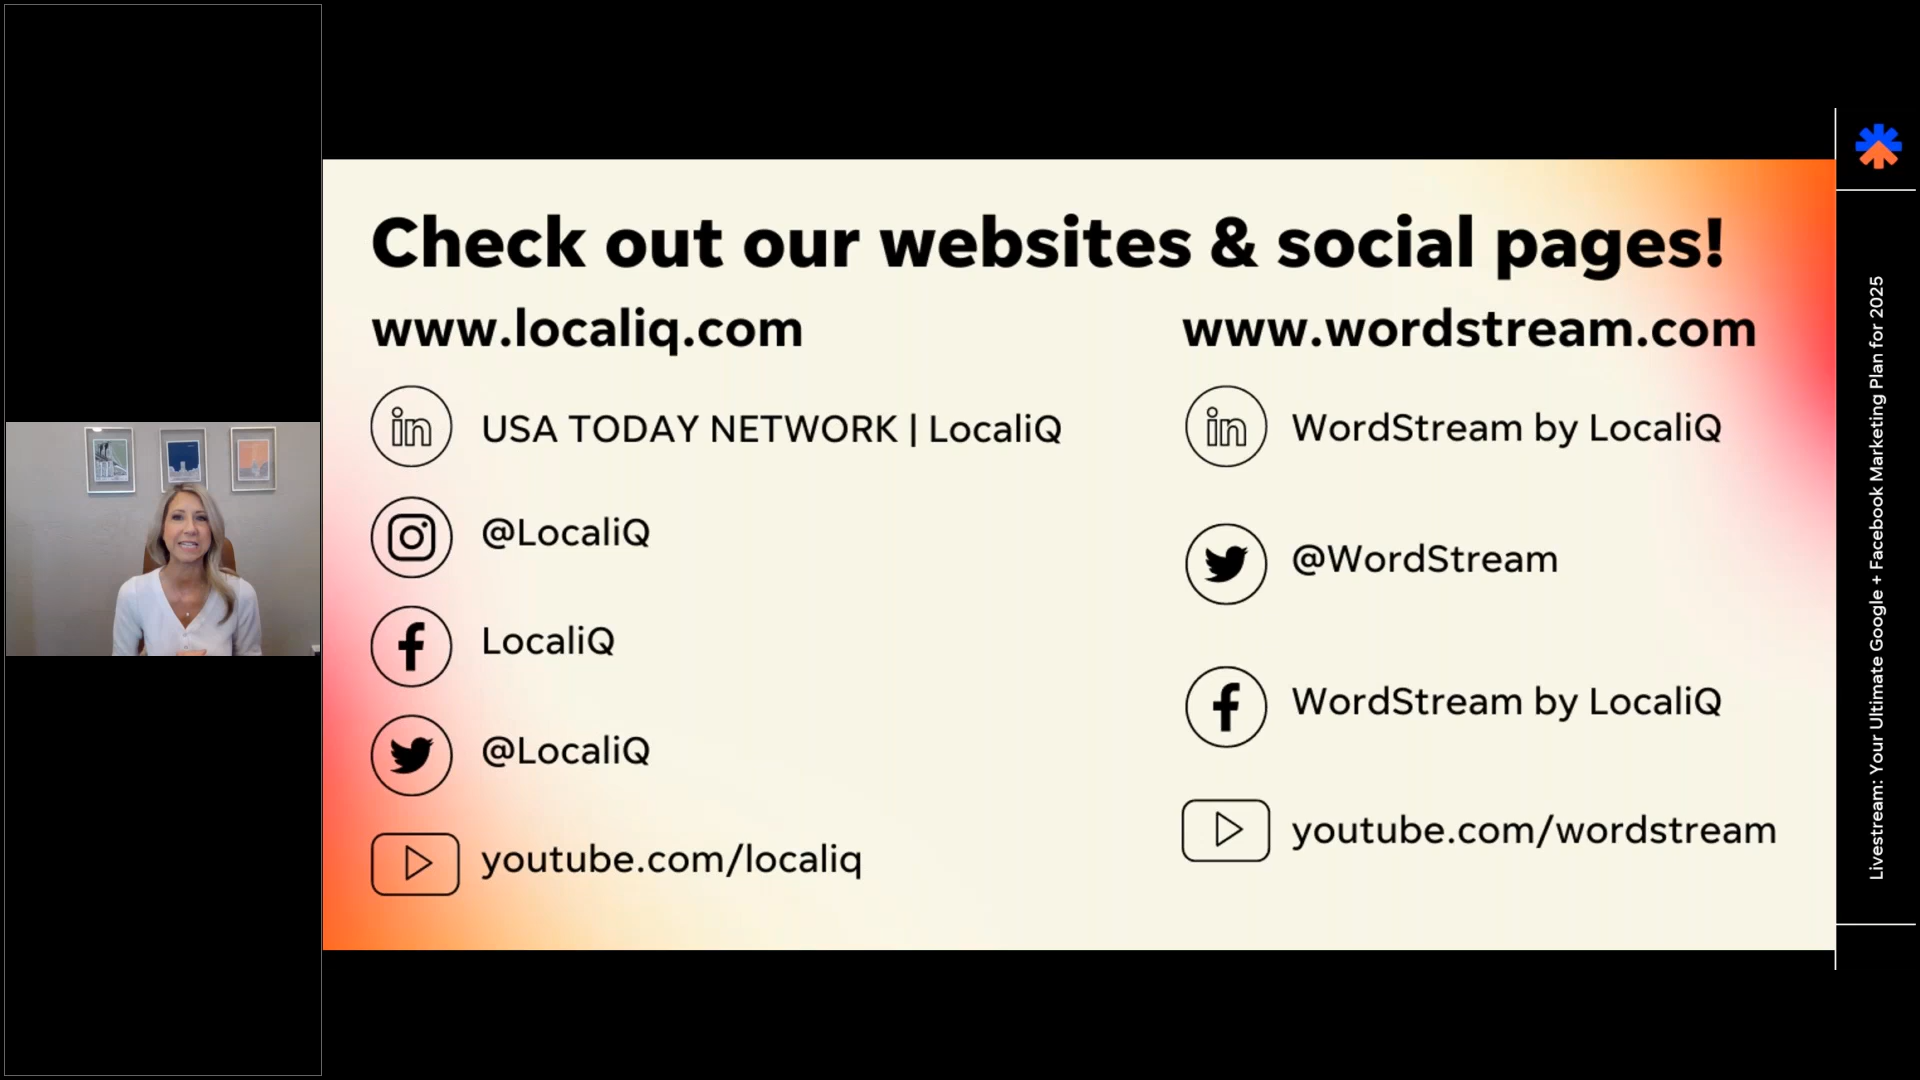 Check out our websites & social pages!
www.localiq.com
USA TODAY NETWORK | LocaliQ
@LocaliQ
LocaliQ
@LocaliQ
youtube.com/localiq
www.wordstream.com
WordStream by LocaliQ
@WordStream
WordStream by LocaliQ
youtube.com/wordstream
Livestream: Your Ultimate Google + Facebook Marketing Plan for 2025